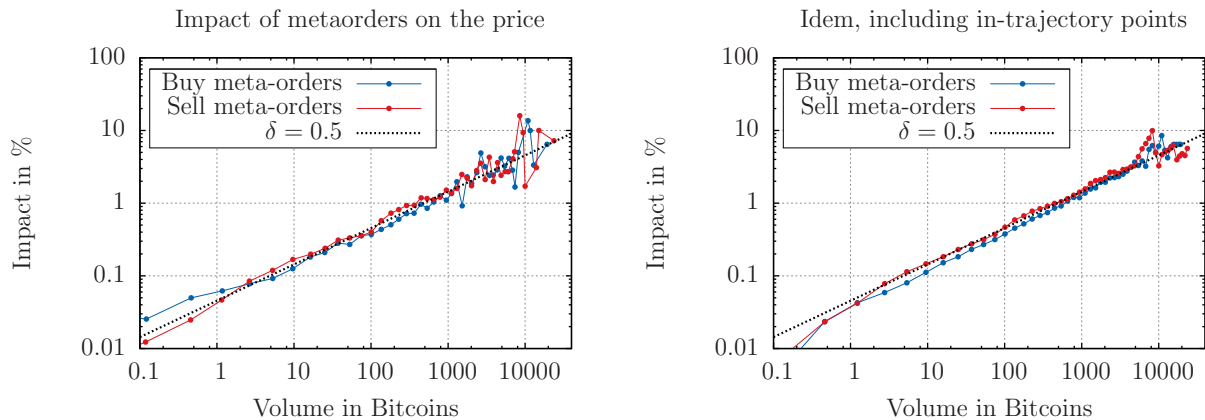 Impact of metaorders on the price
100
10
1
0.1
0.01
Impact in %
Buy meta-orders
Sell meta-orders
δ = 0.5
0.1
1
10
100
1000
10000
Volume in Bitcoins
Idem, including in-trajectory points
100
10
1
0.1
0.01
Impact in %
Buy meta-orders
Sell meta-orders
δ = 0.5
0.1
1
10
100
1000
10000
Volume in Bitcoins